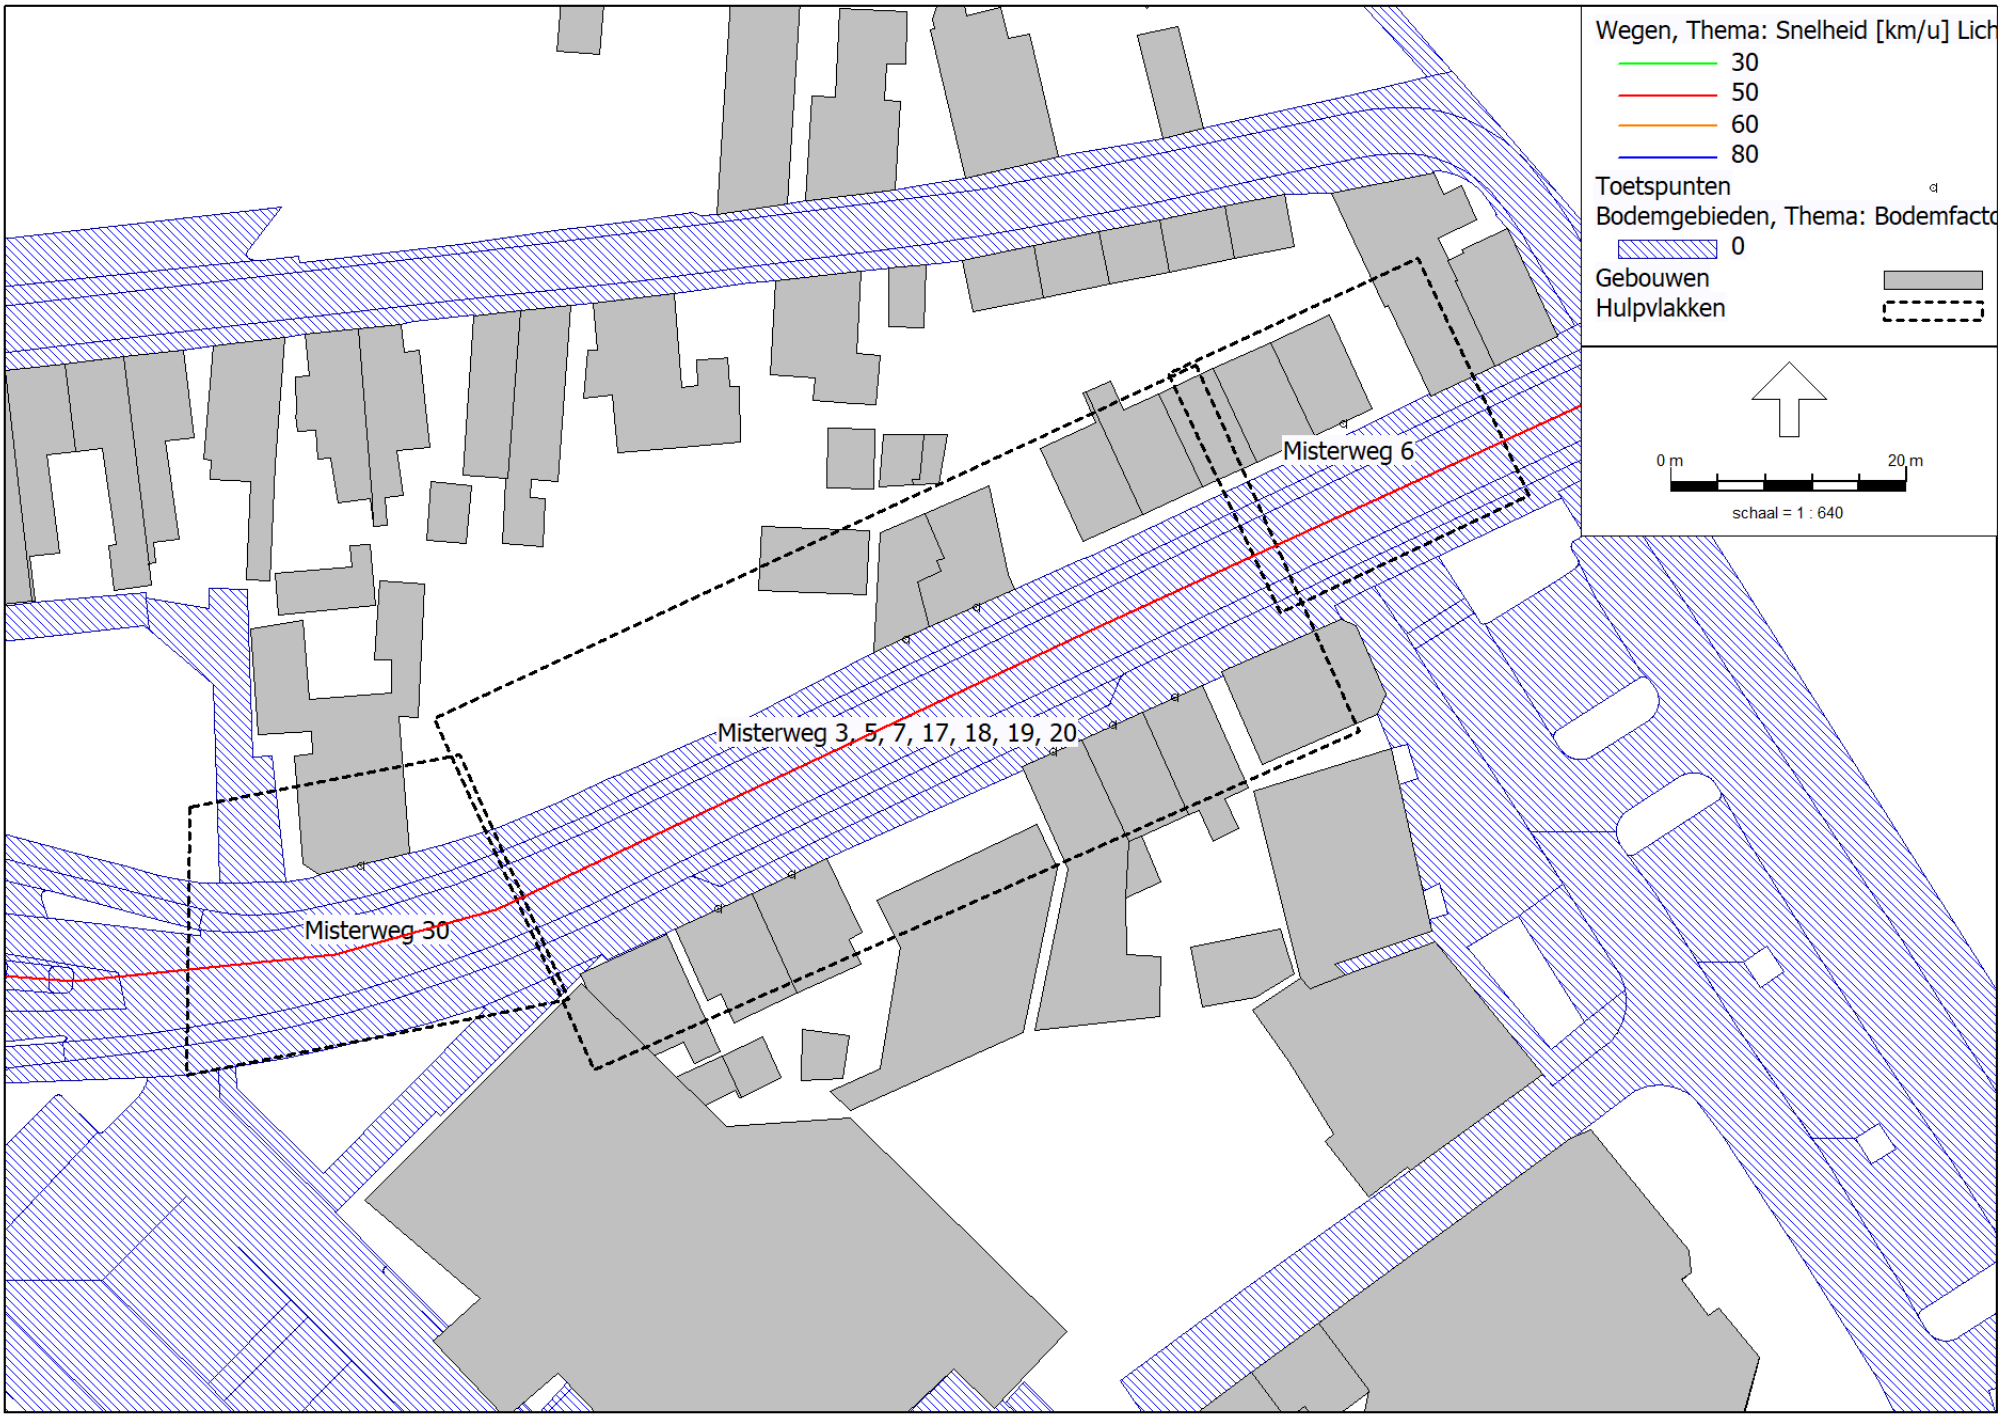 Wegen, Thema: Snelheid [km/u] Lich
30
50
60
80
Toetspunten
Bodemgebieden, Thema: Bodemfacto
0
Gebouwen
Hulpvlakken
0 m 20 m
schaal = 1 : 640
Misterweg 6
Misterweg 3, 5, 7, 17, 18, 19, 20
Misterweg 30